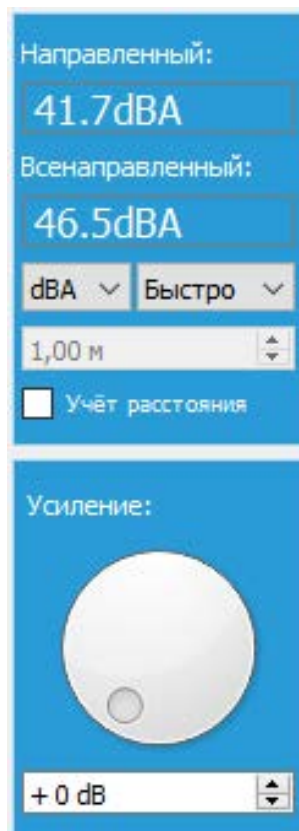 Направленный:
41.7dBA
Всенаправленный:
46.5dBA
dBA Быстро
1,00 м
Учёт расстояния
Усиление:
+ 0 dB